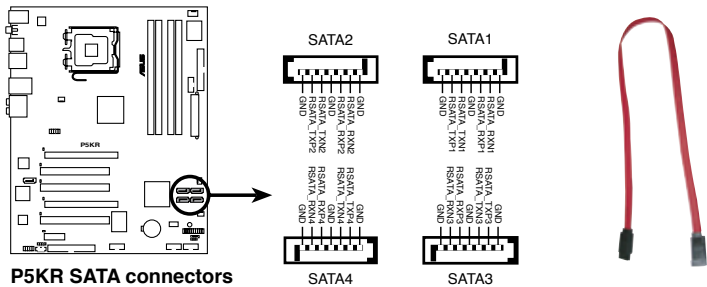 SATA2
SATA1
GND
RSATA_TXP2
RSATA_TXN2
GND
RSATA_RXP2
RSATA_RXN2
GND
GND
RSATA_TXP1
RSATA_TXN1
GND
RSATA_RXP1
RSATA_RXN1
GND
/SUS
P5KR
GND
RSATA_RXN4
RSATA_RXP4
GND
RSATA_TXN4
RSATA_TXP4
GND
GND
RSATA_RXN3
RSATA_RXP3
GND
RSATA_TXN3
RSATA_TXP3
GND
SATA4
SATA3
P5KR SATA connectors